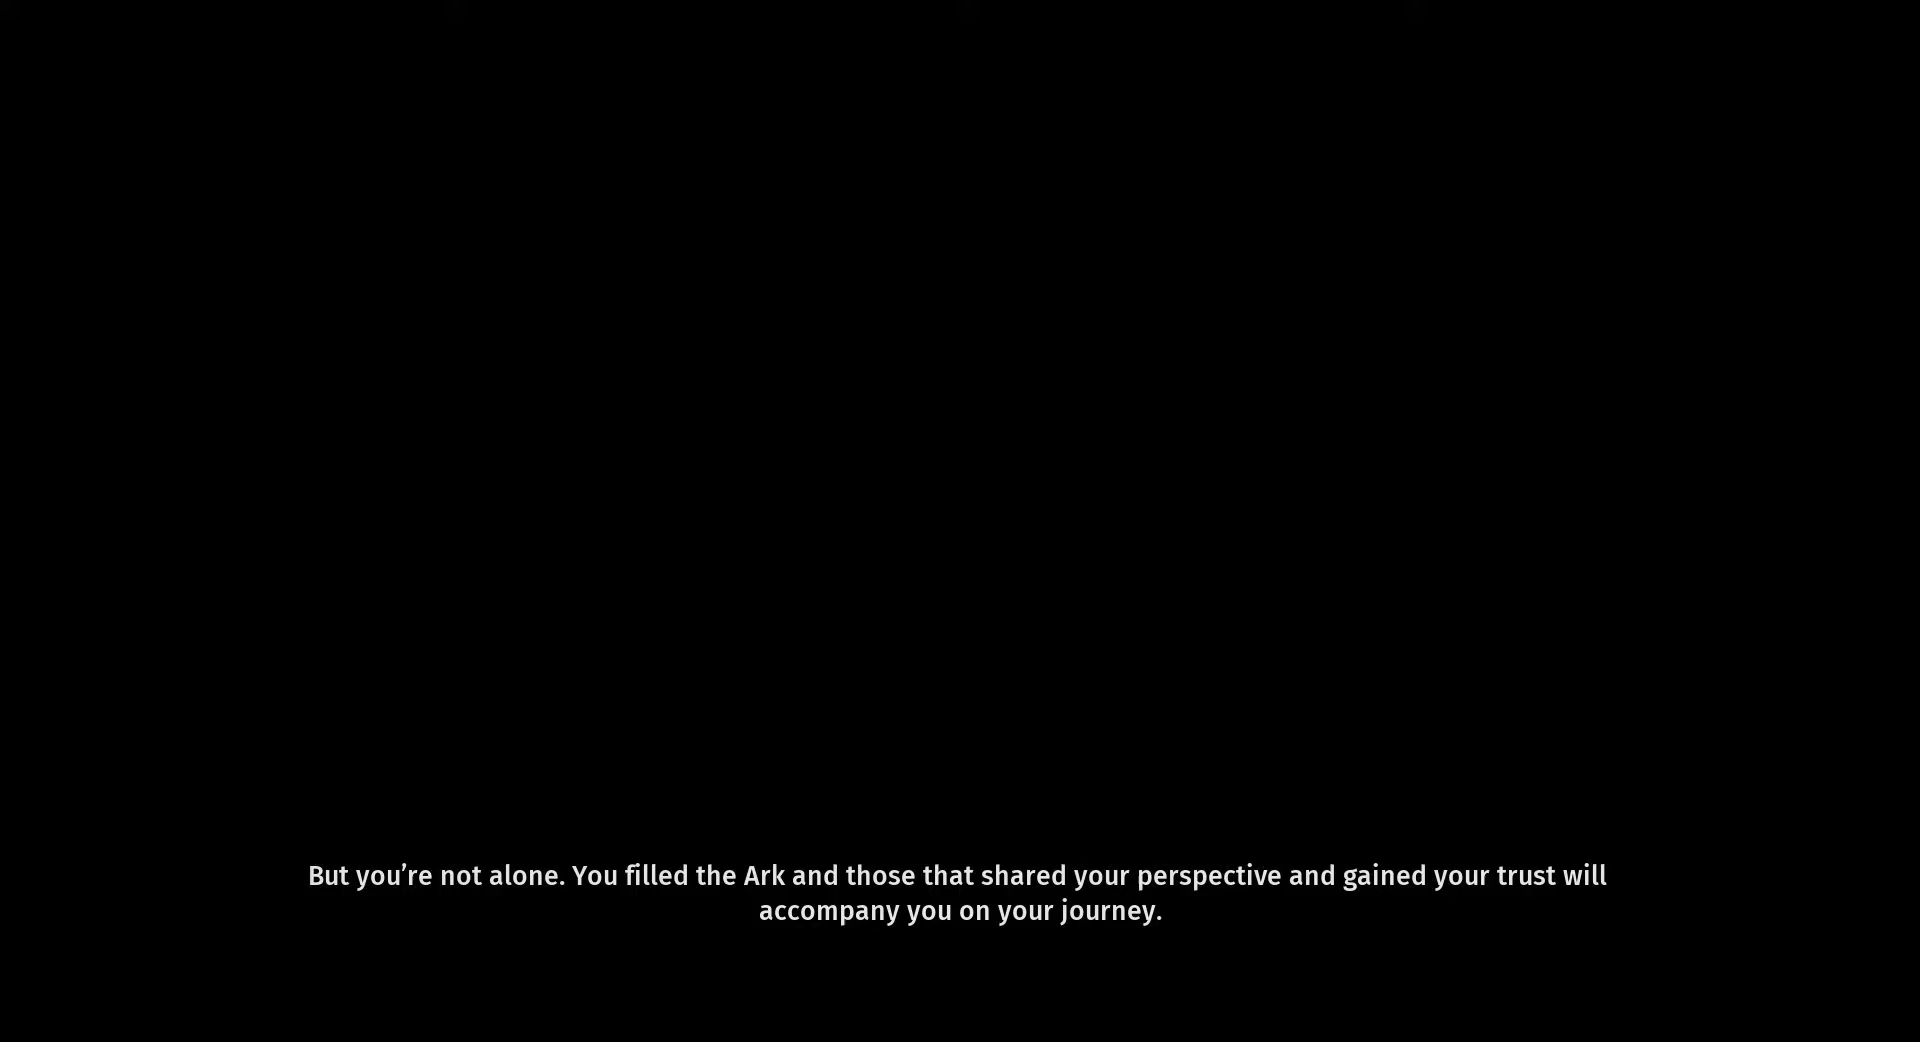 But you’re not alone. You filled the Ark and those that shared your perspective and gained your trust will
accompany you on your journey.